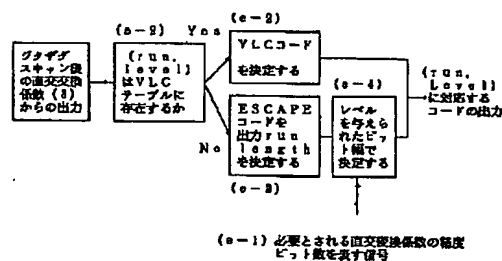 ジグザグ
スキャン後
の直交変換
係数(8)
からの出力
(e-2)
(run,
level)
はVLC
テーブルに
存在するか
Yes
No
(e-2)
VLCコード
を決定する
ESCAPE
コードを
出力run
lengthを
決定する
(e-3)
(e-4)
レベル
を与えら
れたビッ
ト幅で
決定する
(run,
Level)
に対応する
コードの出力
(e-1) 必要とされる直交変換係数の精度
ビット数を表す信号